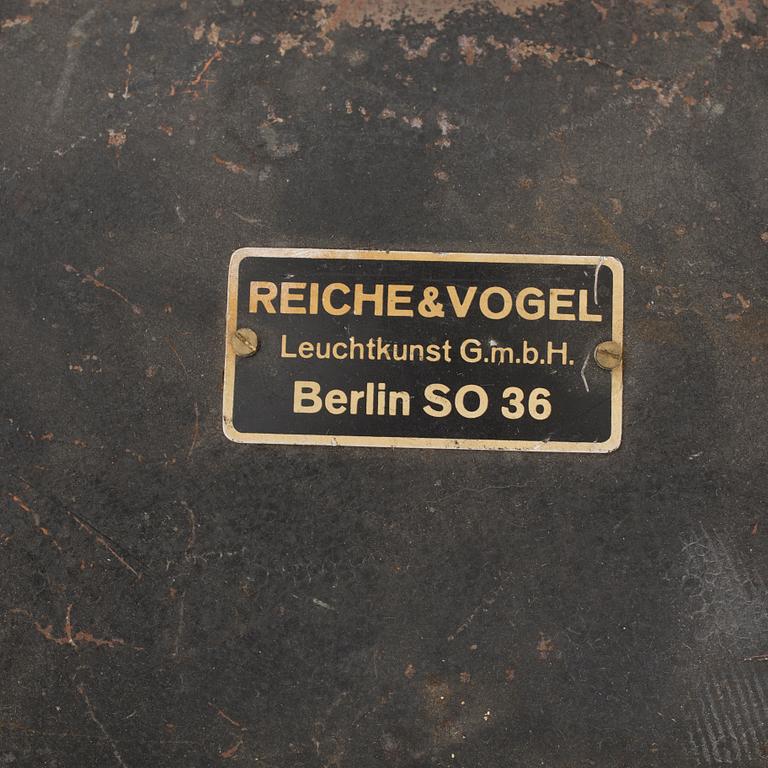 REICHE&VOGEL
Leuchtkunst G.m.b.H.
Berlin SO 36